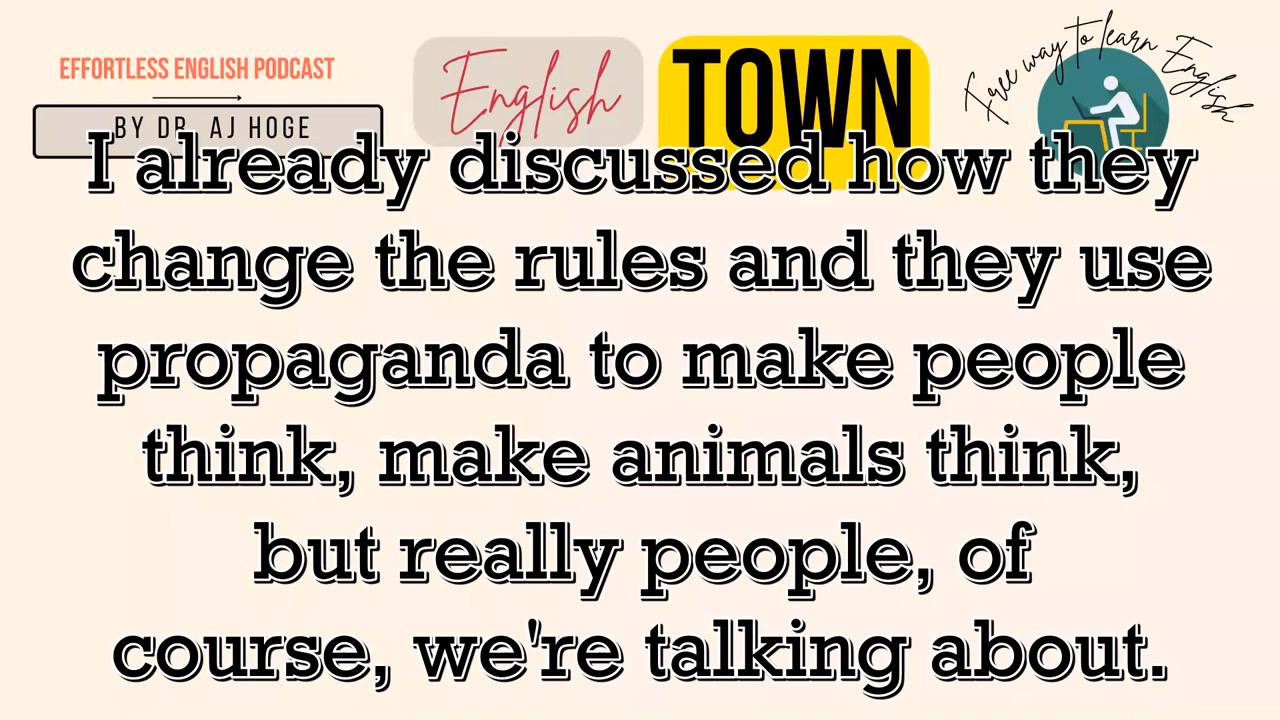 EFFORTLESS ENGLISH PODCAST
BY DR. AJ HOGE
English
TOWN
Free way to learn English
I already discussed how they
change the rules and they use
propaganda to make people
think, make animals think,
but really people, of
course, we're talking about.